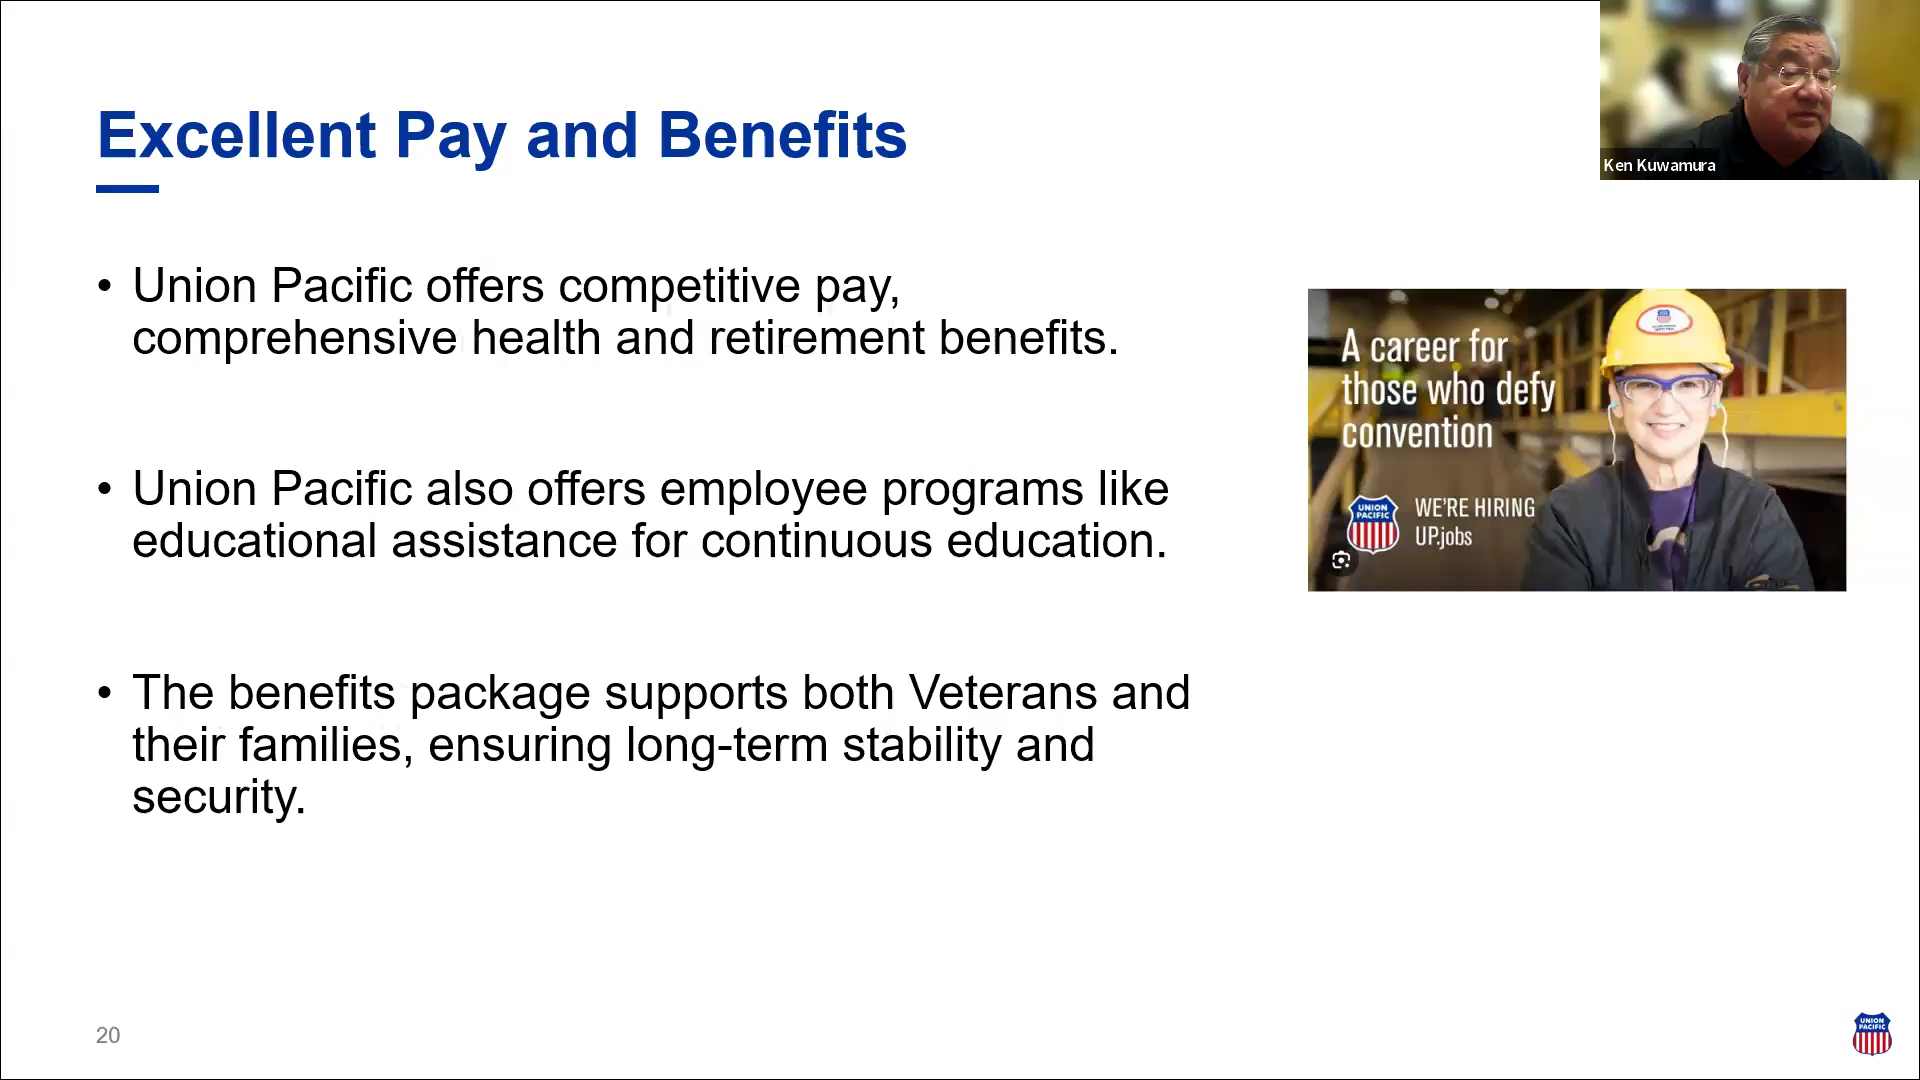 Excellent Pay and Benefits
Ken Kuwamura
• Union Pacific offers competitive pay,
comprehensive health and retirement benefits.
• Union Pacific also offers employee programs like
educational assistance for continuous education.
• The benefits package supports both Veterans and
their families, ensuring long-term stability and
security.
A career for
those who defy
convention
UNION
PACIFIC
WE'RE HIRING
UP.jobs
20
UNION
PACIFIC